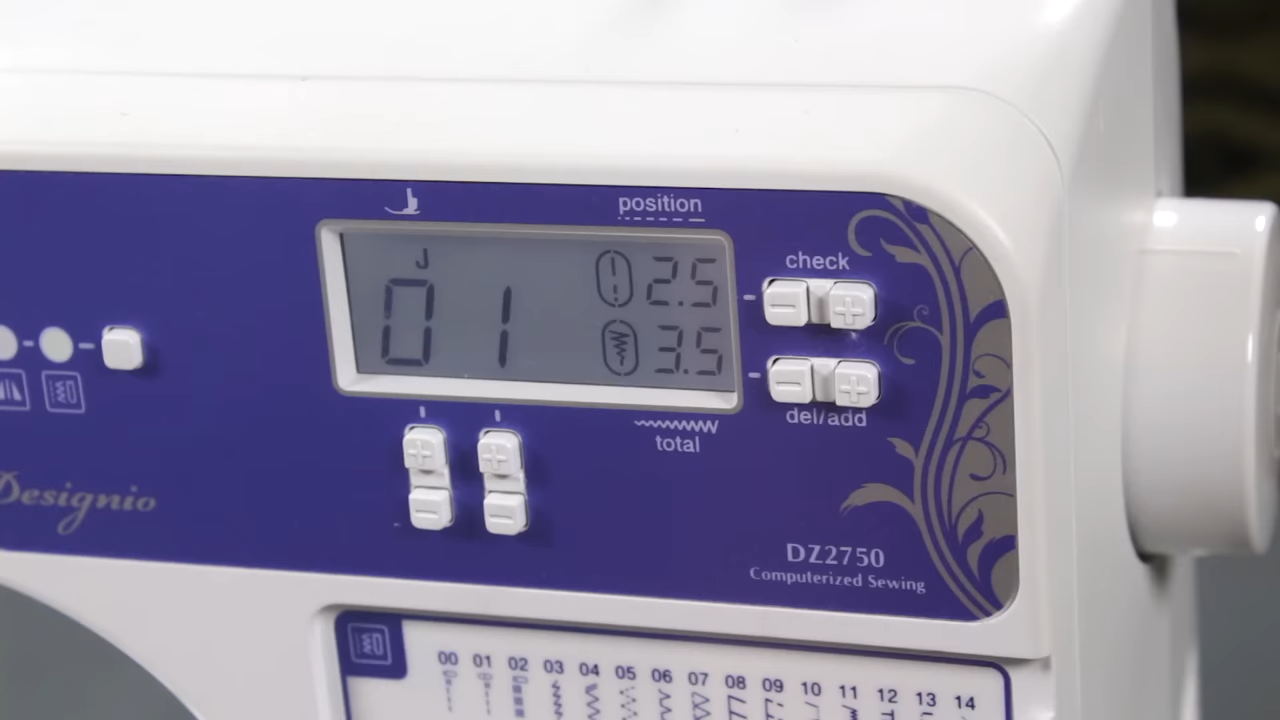 position
check
J
01
2.5
3.5
del/add
total
Designio
DZ2750
Computerized Sewing
00 01 02 03 04 05 06 07 08 09 10 11 12 13 14